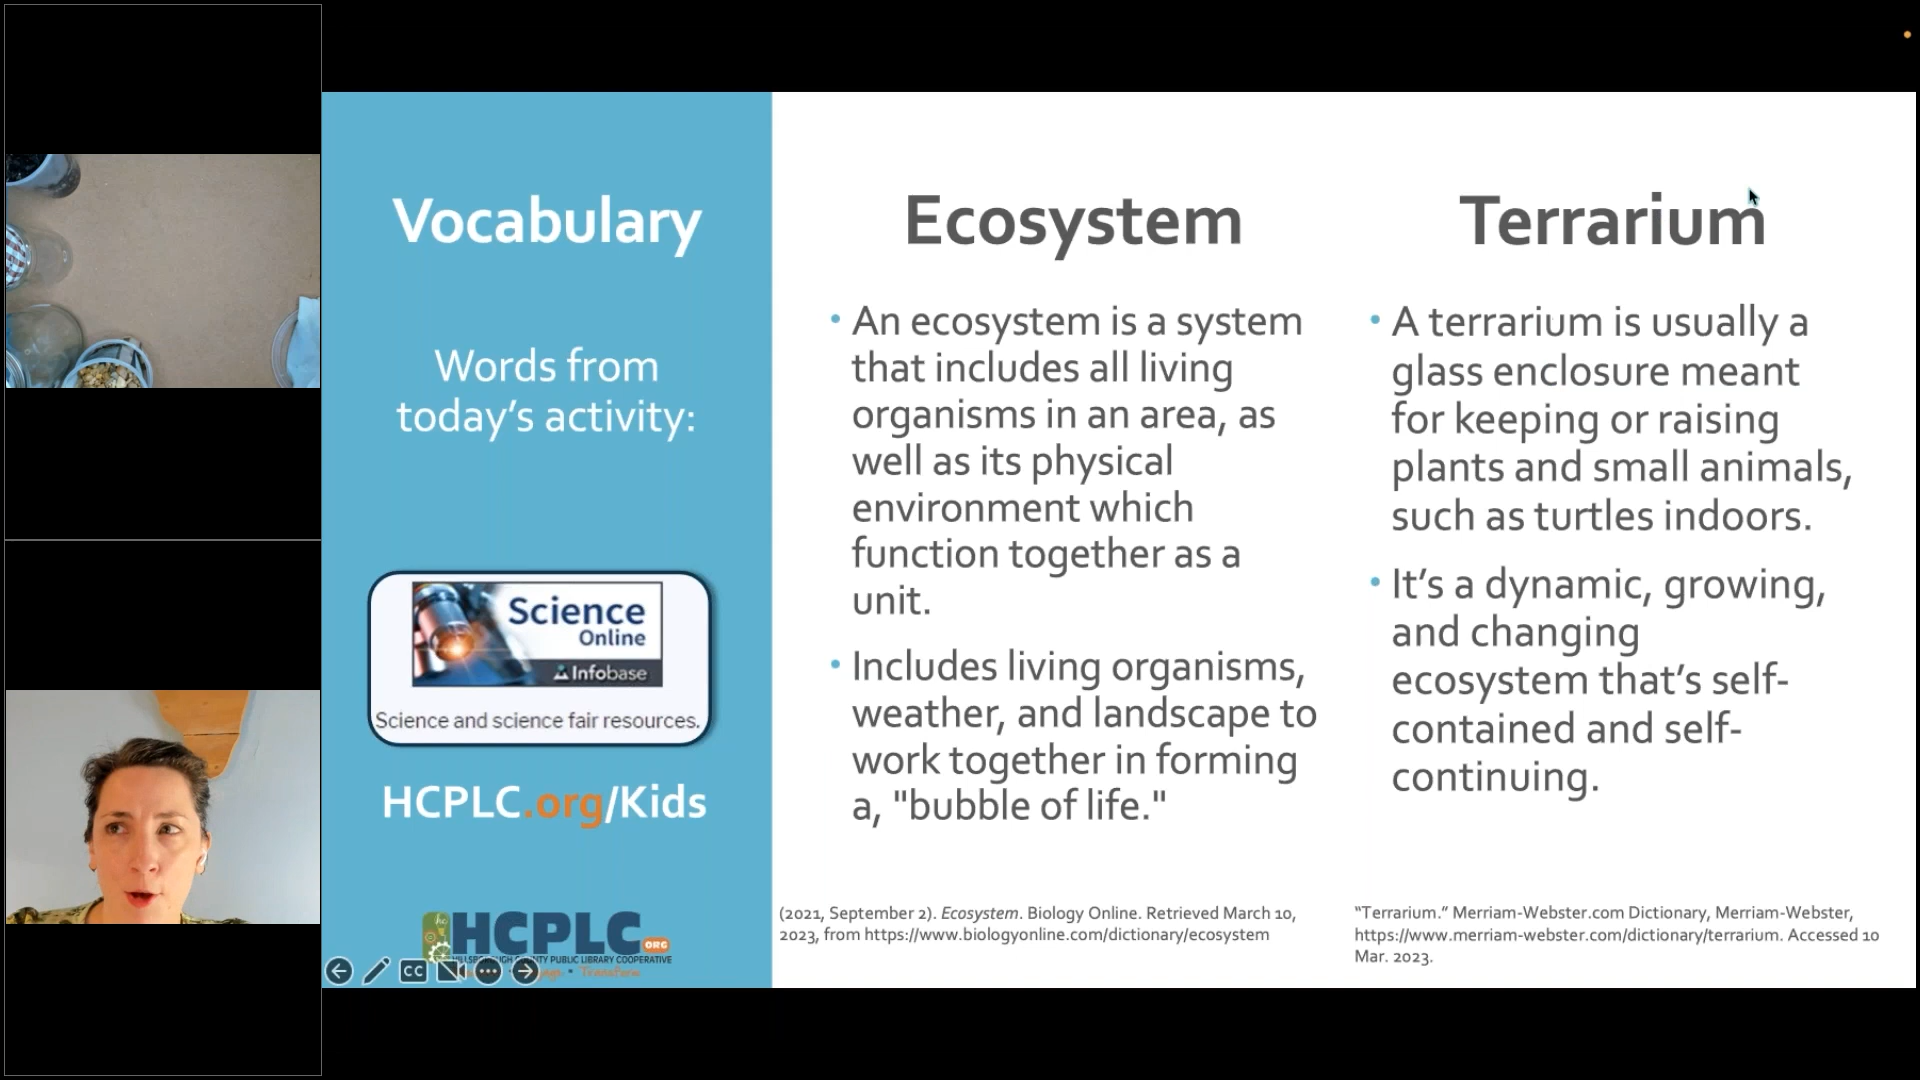 Vocabulary
Words from
today's activity:
Science
Online
Infobase
Science and science fair resources.
HCPLC.org/Kids
HCPLC.ORG
COUNTY PUBLIC LIBRARY COOPERATIVE
Transform
CC
Ecosystem
• An ecosystem is a system
that includes all living
organisms in an area, as
well as its physical
environment which
function together as a
unit.
• Includes living organisms,
weather, and landscape to
work together in forming
a, "bubble of life."
(2021, September 2). Ecosystem. Biology Online. Retrieved March 10,
2023, from https://www.biologyonline.com/dictionary/ecosystem
Terrarium
• A terrarium is usually a
glass enclosure meant
for keeping or raising
plants and small animals,
such as turtles indoors.
• It's a dynamic, growing,
and changing
ecosystem that's self-
contained and self-
continuing.
"Terrarium." Merriam-Webster.com Dictionary, Merriam-Webster,
https://www.merriam-webster.com/dictionary/terrarium. Accessed 10
Mar. 2023.